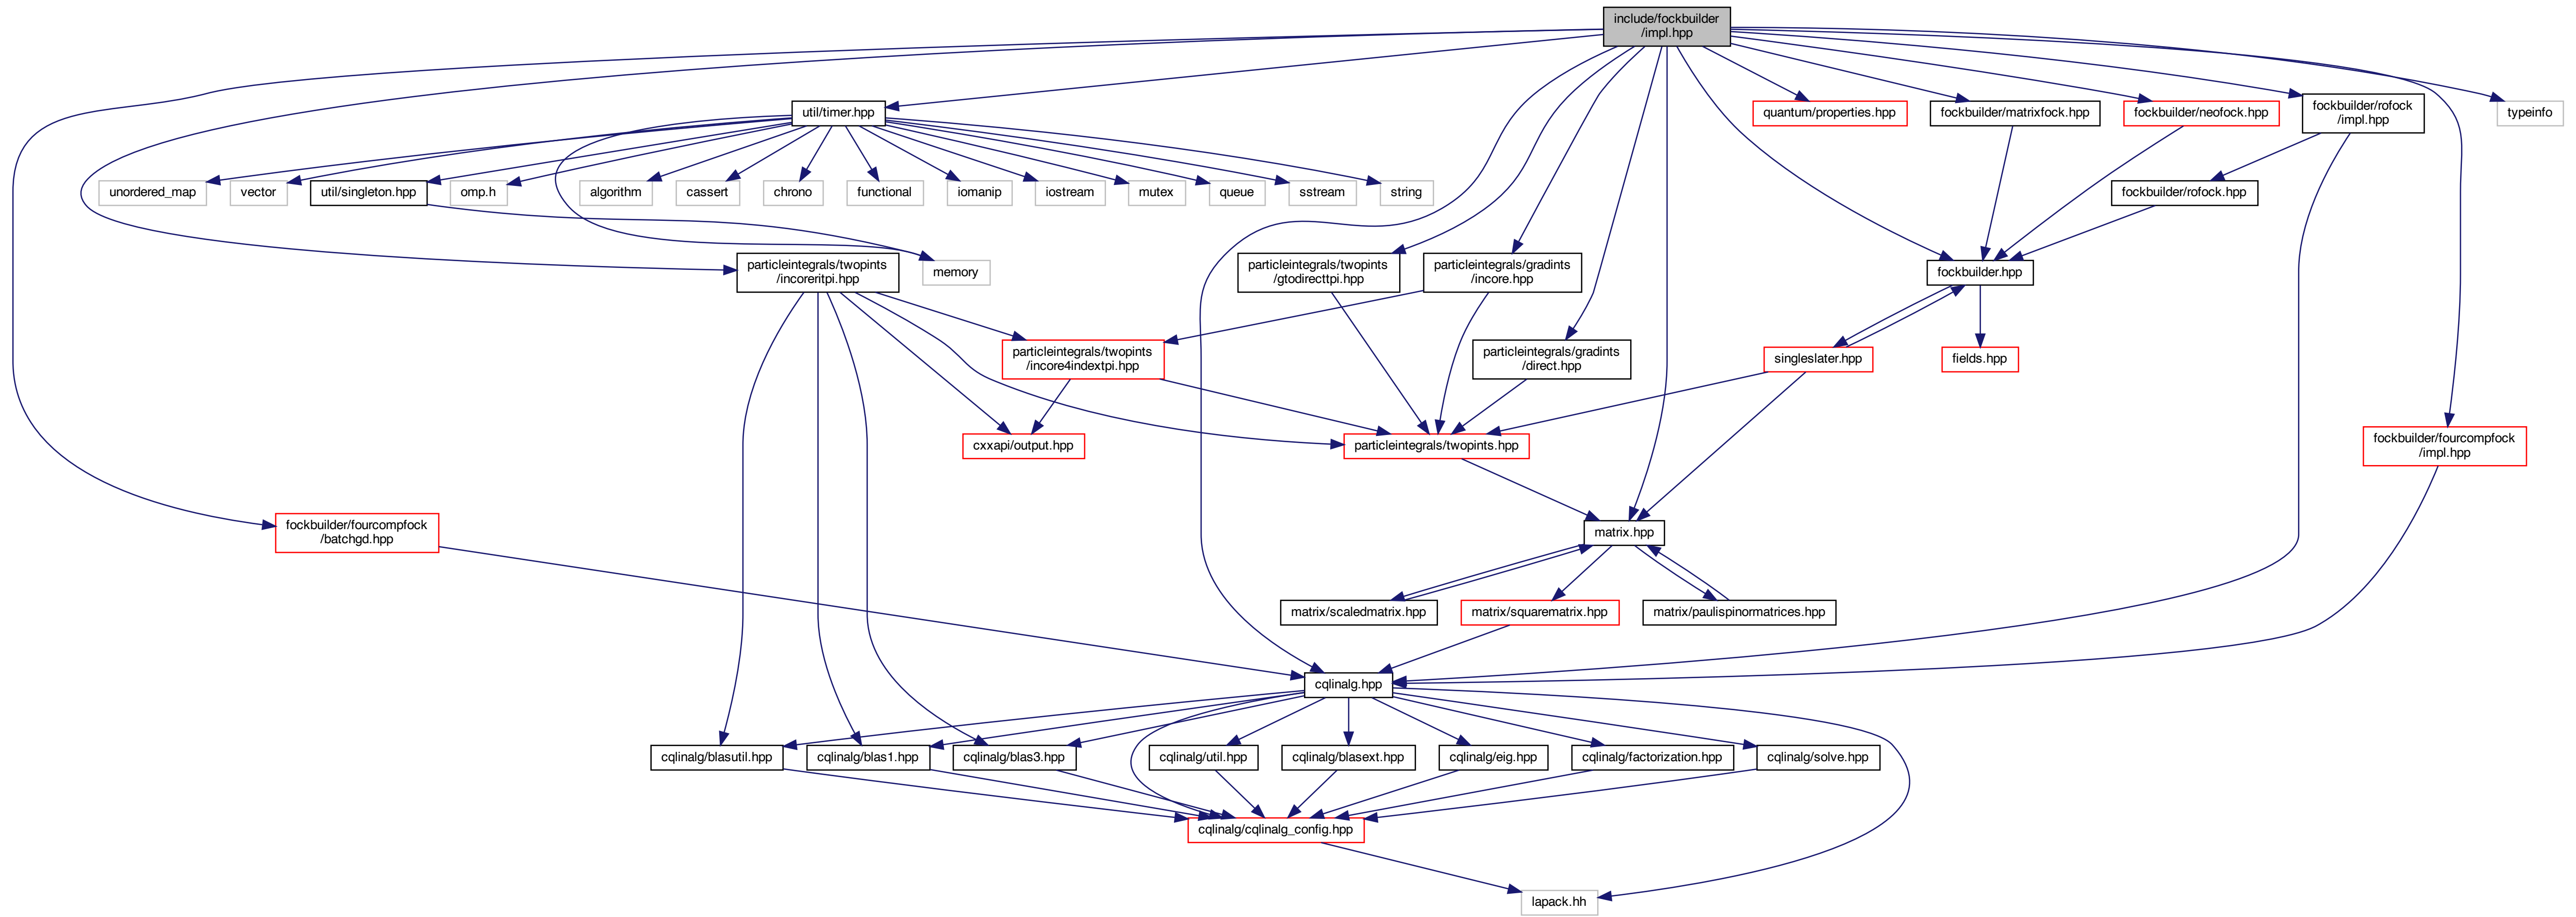 include/fockbuilder
/impl.hpp
util/timer.hpp
quantum/properties.hpp
fockbuilder/matrixfock.hpp
fockbuilder/neofock.hpp
fockbuilder/rofock
/impl.hpp
typeinfo
unordered_map
vector
util/singleton.hpp
omp.h
algorithm
cassert
chrono
functional
iomanip
iostream
mutex
queue
sstream
string
fockbuilder/rofock.hpp
particleintegrals/twopints
/incoreritpi.hpp
memory
particleintegrals/twopints
/gtodirecttpi.hpp
particleintegrals/gradints
/incore.hpp
fockbuilder.hpp
particleintegrals/twopints
/incore4indextpi.hpp
particleintegrals/gradints
/direct.hpp
singleslater.hpp
fields.hpp
cxxapi/output.hpp
particleintegrals/twopints.hpp
fockbuilder/fourcompfock
/impl.hpp
fockbuilder/fourcompfock
/batchgd.hpp
matrix.hpp
matrix/scaledmatrix.hpp
matrix/squarematrix.hpp
matrix/paulispinormatrices.hpp
cqlinalg.hpp
cqlinalg/blasutil.hpp
cqlinalg/blas1.hpp
cqlinalg/blas3.hpp
cqlinalg/util.hpp
cqlinalg/blasext.hpp
cqlinalg/eig.hpp
cqlinalg/factorization.hpp
cqlinalg/solve.hpp
cqlinalg/cqlinalg_config.hpp
lapack.hh